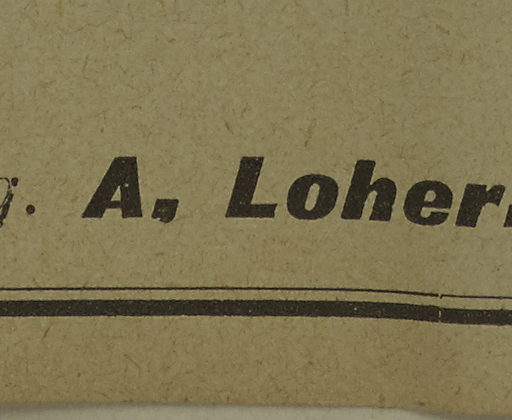 g. A, Loher.